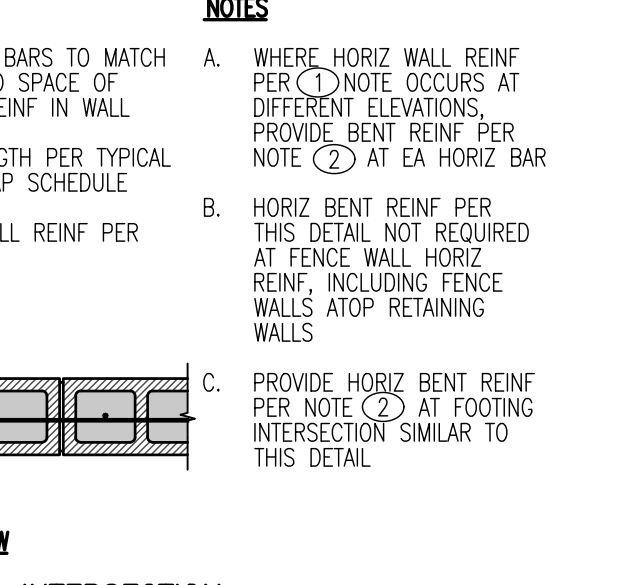 NOTES
BARS TO MATCH
SPACE OF
IN WALL
PER TYPICAL
SCHEDULE
REINF PER
A. WHERE HORIZ WALL REINF
PER 1 NOTE OCCURS AT
DIFFERENT ELEVATIONS,
PROVIDE BENT REINF PER
NOTE 2 AT EA HORIZ BAR
B. HORIZ BENT REINF PER
THIS DETAIL NOT REQUIRED
AT FENCE WALL HORIZ
REINF, INCLUDING FENCE
WALLS ATOP RETAINING
WALLS
C. PROVIDE HORIZ BENT REINF
PER NOTE 2 AT FOOTING
INTERSECTION SIMILAR TO
THIS DETAIL